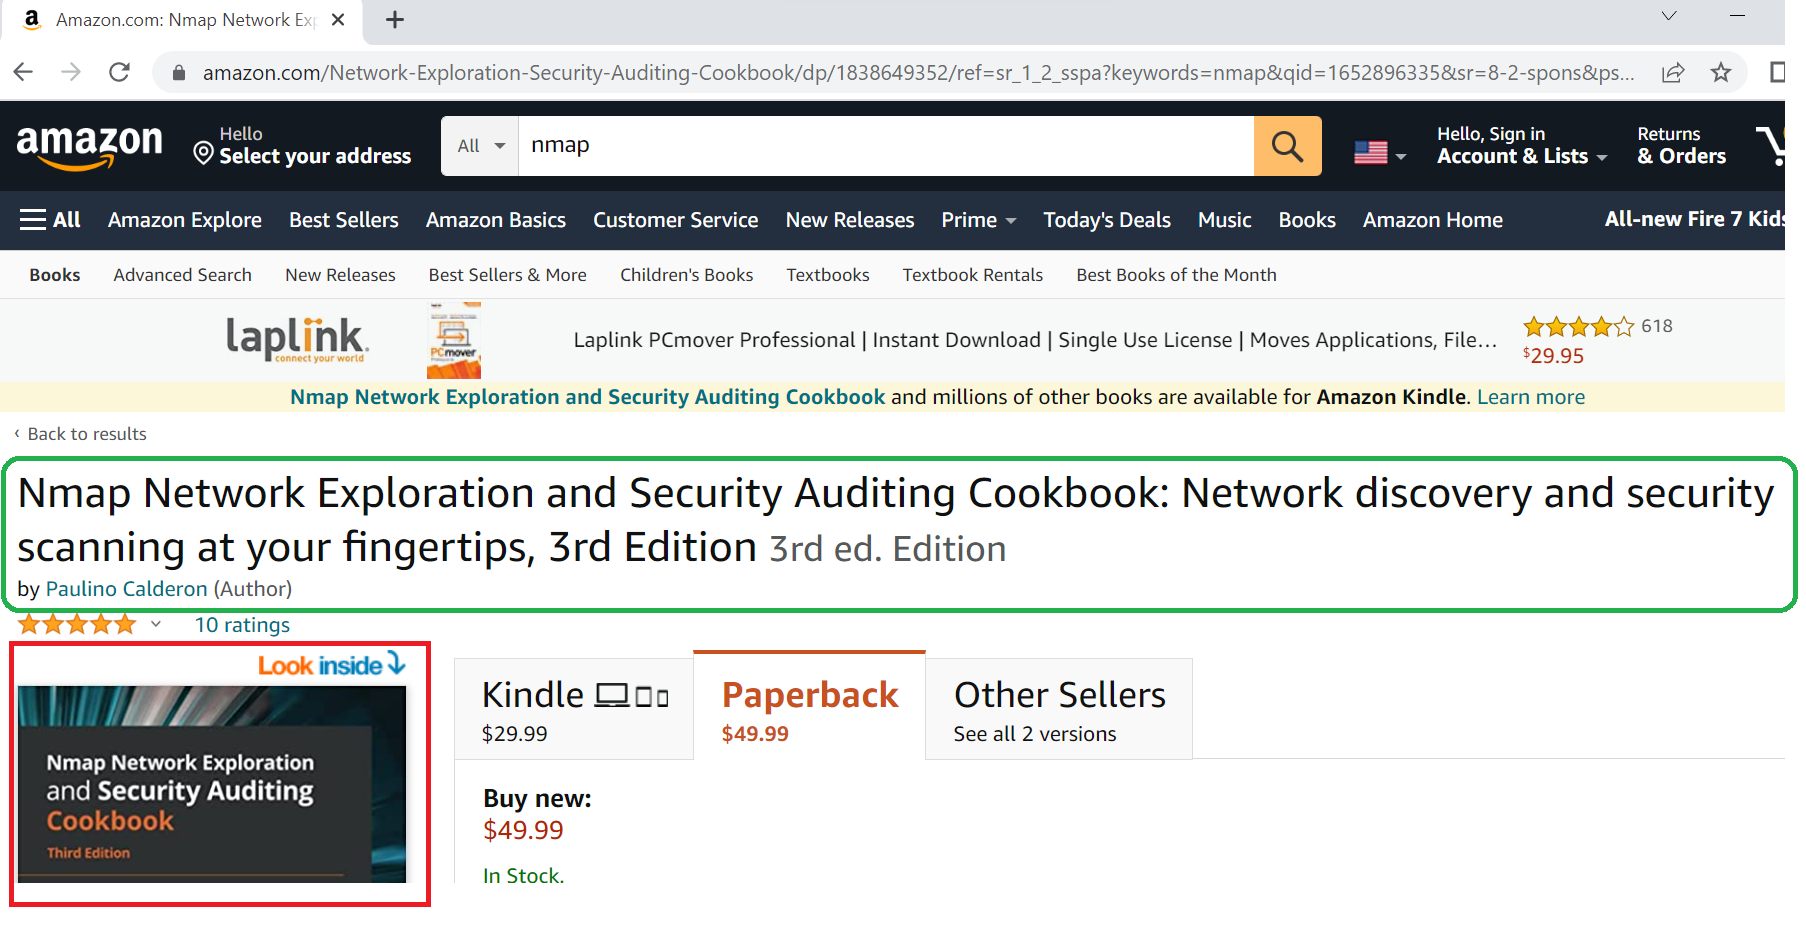 Amazon.com: Nmap Network Exp
amazon.com/Network-Exploration-Security-Auditing-Cookbook/dp/1838649352/ref=sr_1_2_sspa?keywords=nmap&qid=1652896335&sr=8-2-spons&ps...
amazon
Hello
Select your address
All
nmap
Hello, Sign in
Account & Lists
Returns
& Orders
All
Amazon Explore
Best Sellers
Amazon Basics
Customer Service
New Releases
Prime
Today's Deals
Music
Books
Amazon Home
All-new Fire 7 Kids
Books
Advanced Search
New Releases
Best Sellers & More
Children's Books
Textbooks
Textbook Rentals
Best Books of the Month
laplink.
connect your world
PCmover
Laplink PCmover Professional | Instant Download | Single Use License | Moves Applications, File...
618
$29.95
Nmap Network Exploration and Security Auditing Cookbook and millions of other books are available for Amazon Kindle. Learn more
‹ Back to results
Nmap Network Exploration and Security Auditing Cookbook: Network discovery and security
scanning at your fingertips, 3rd Edition 3rd ed. Edition
by Paulino Calderon (Author)
10 ratings
Look inside
Nmap Network Exploration
and Security Auditing
Cookbook
Third Edition
Kindle
$29.99
Paperback
$49.99
Other Sellers
See all 2 versions
Buy new:
$49.99
In Stock.